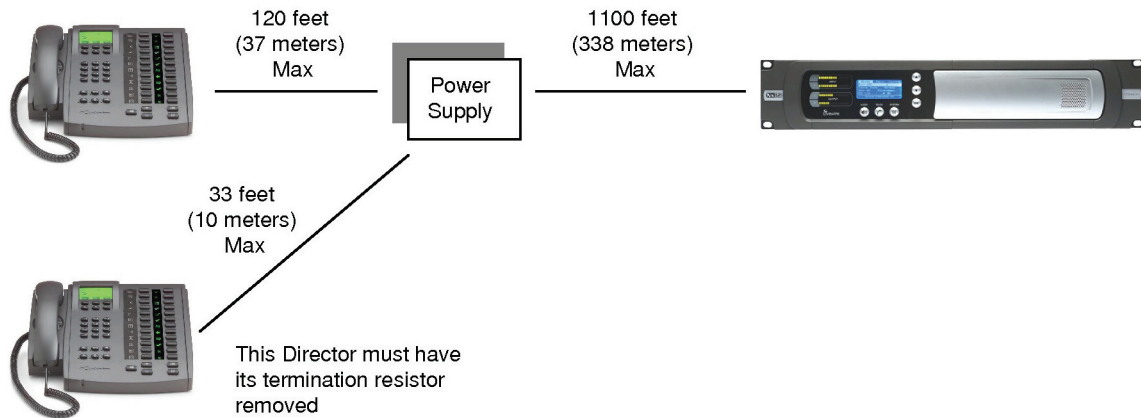 120 feet
(37 meters)
Max
1100 feet
(338 meters)
Max
Power
Supply
33 feet
(10 meters)
Max
This Director must have
its termination resistor
removed